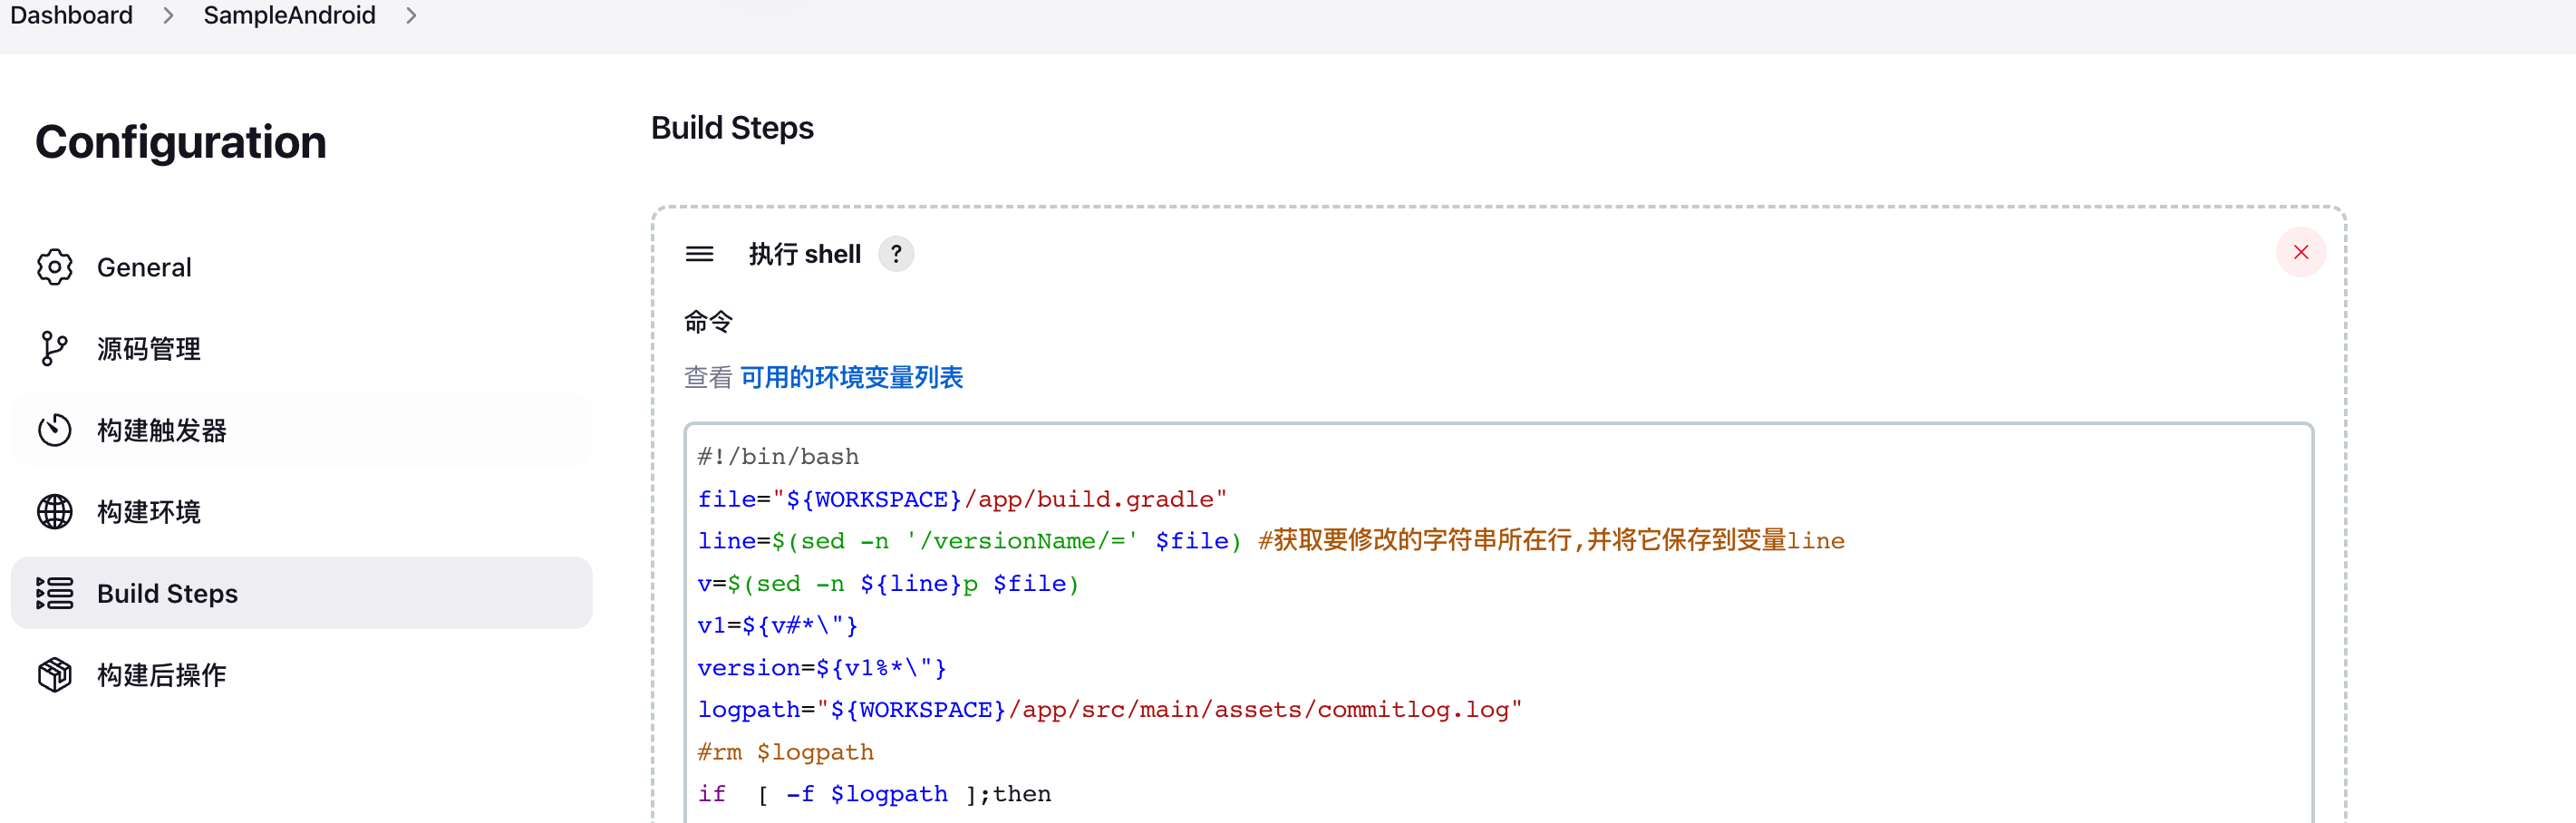 Dashboard > SampleAndroid >
Configuration
General
源码管理
构建触发器
构建环境
Build Steps
构建后操作
Build Steps
执行 shell ?
命令
查看 可用的环境变量列表
#!/bin/bash
file="${WORKSPACE}/app/build.gradle"
line=$(sed -n '/versionName/=' $file) #获取要修改的字符串所在行,并将它保存到变量line
v=$(sed -n ${line}p $file)
v1=${v#*\"}
version=${v1%*\"}
logpath="${WORKSPACE}/app/src/main/assets/commitlog.log"
#rm $logpath
if  [ -f $logpath ];then